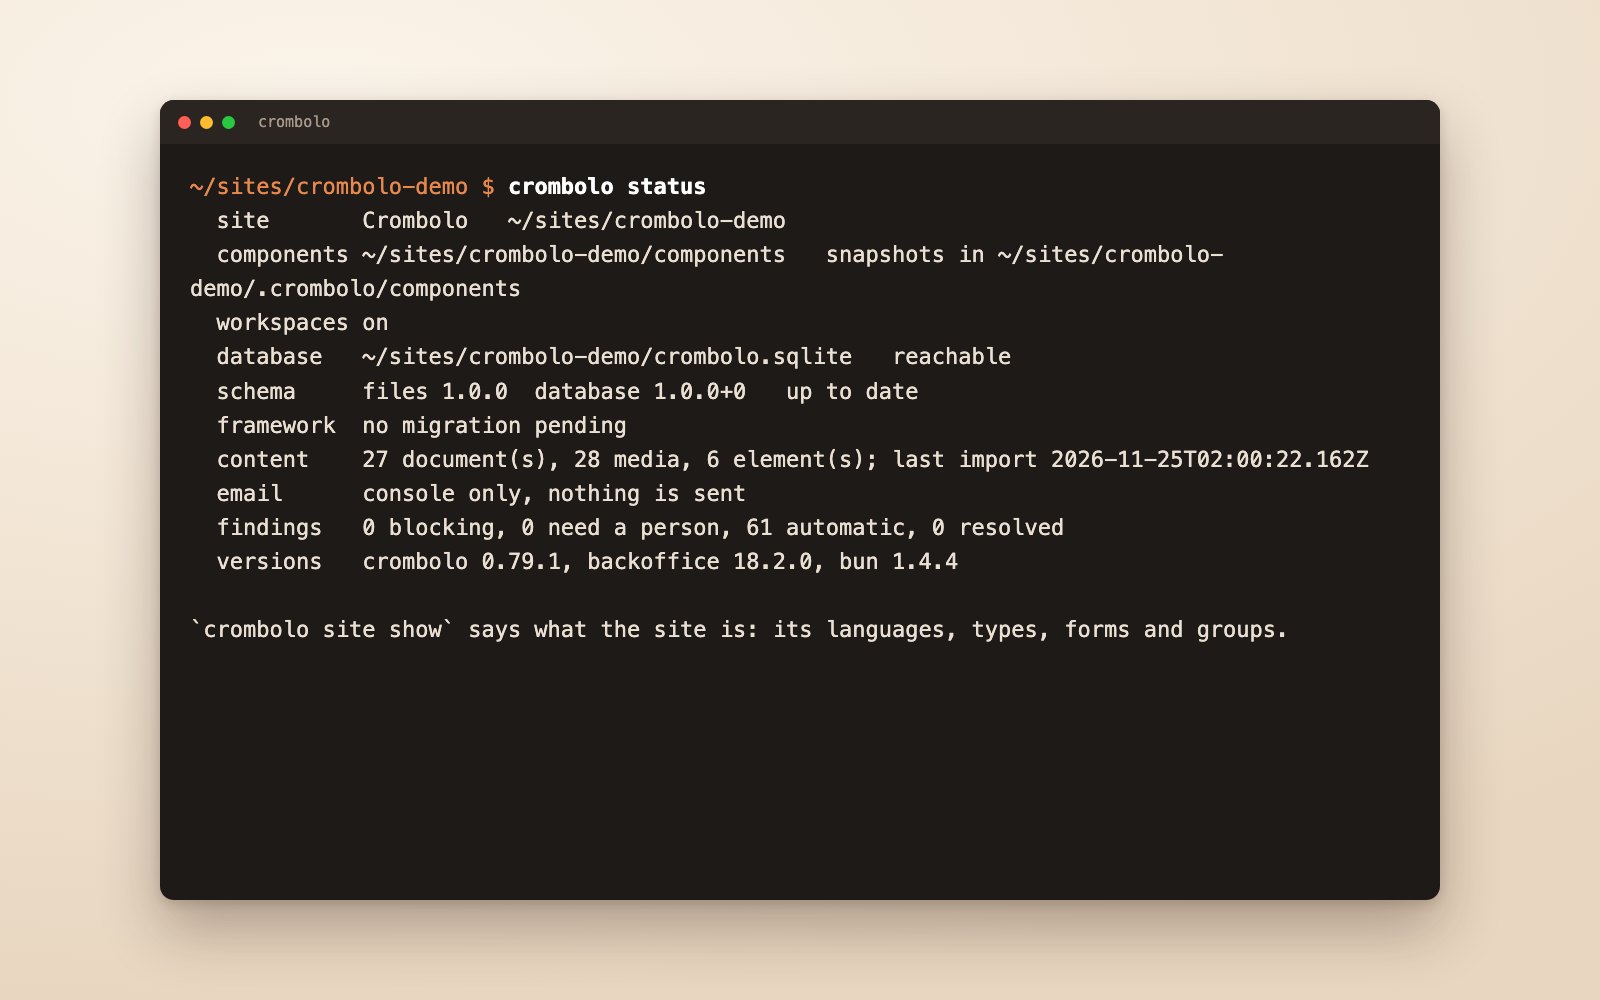 crombolo
~/sites/crombolo-demo $ crombolo status
site       Crombolo   ~/sites/crombolo-demo
components ~/sites/crombolo-demo/components   snapshots in ~/sites/crombolo-
demo/.crombolo/components
workspaces on
database   ~/sites/crombolo-demo/crombolo.sqlite   reachable
schema     files 1.0.0  database 1.0.0+0   up to date
framework  no migration pending
content    27 document(s), 28 media, 6 element(s); last import 2026-11-25T02:00:22.162Z
email      console only, nothing is sent
findings   0 blocking, 0 need a person, 61 automatic, 0 resolved
versions   crombolo 0.79.1, backoffice 18.2.0, bun 1.4.4
`crombolo site show` says what the site is: its languages, types, forms and groups.